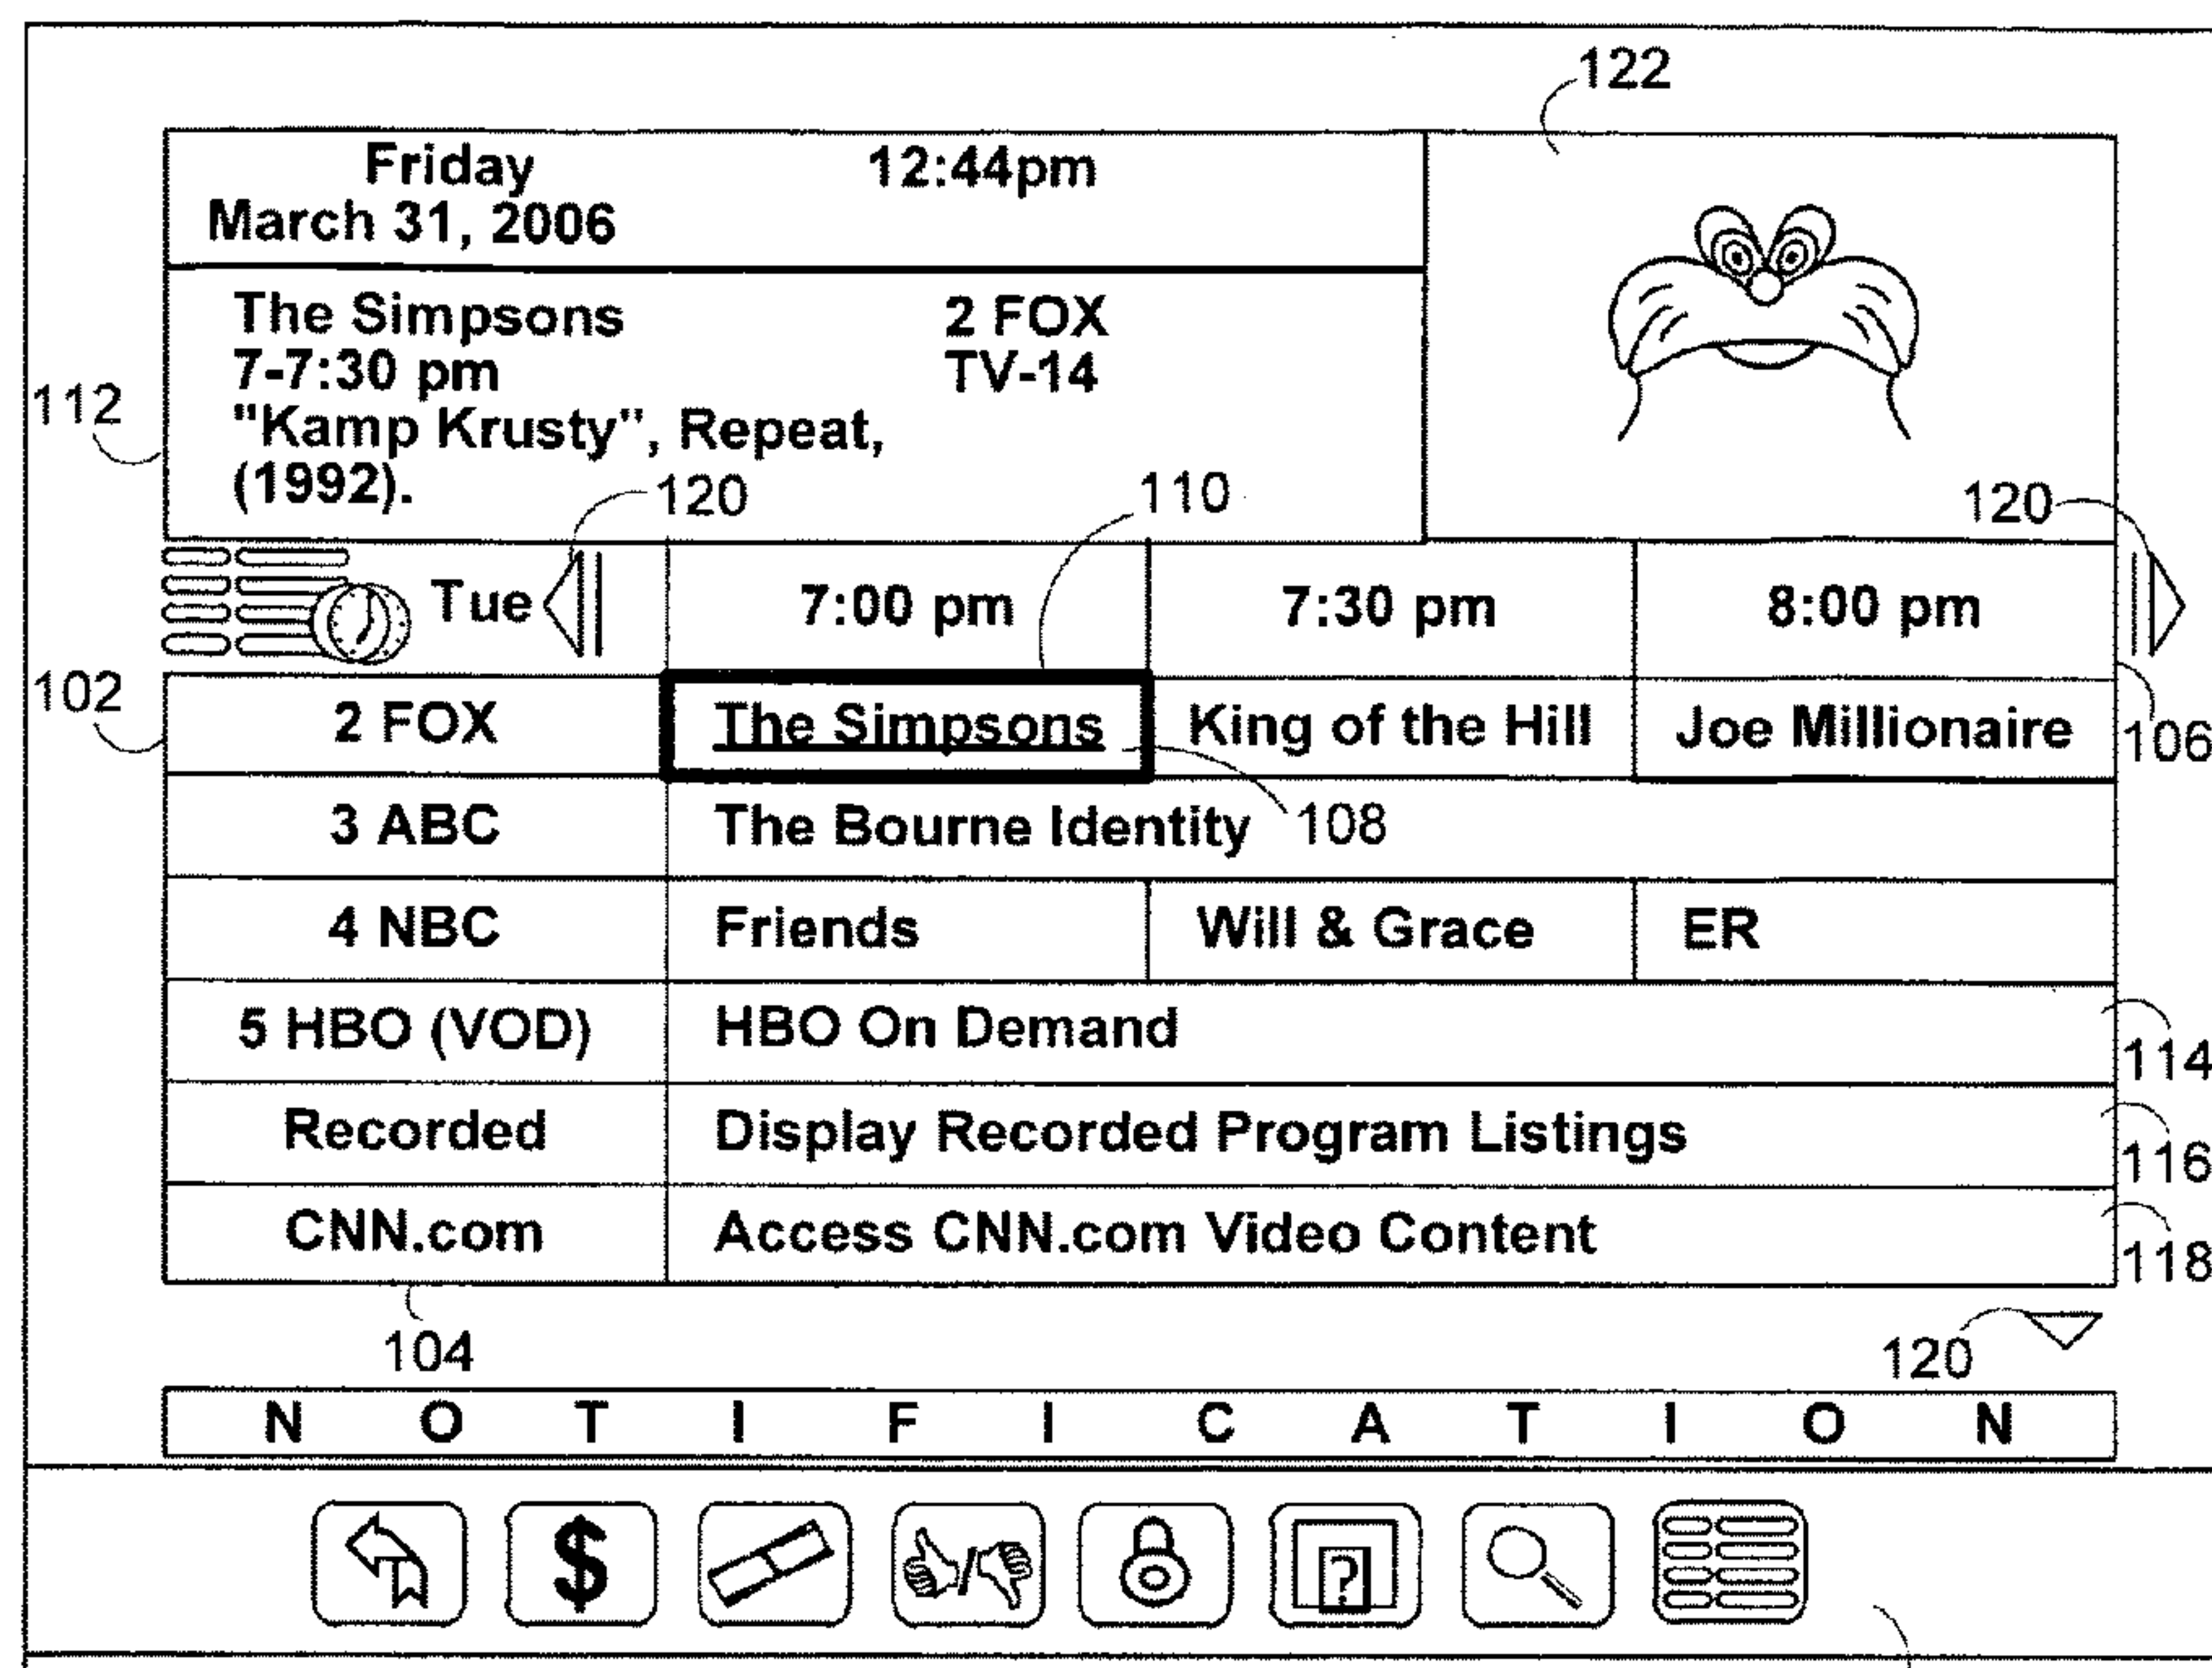 122
Friday 12:44pm
March 31, 2006
The Simpsons 2 FOX
7-7:30 pm TV-14
112
"Kamp Krusty", Repeat,
(1992).
120 110 120
Tue 7:00 pm 7:30 pm 8:00 pm
102
2 FOX The Simpsons King of the Hill Joe Millionaire 106
3 ABC The Bourne Identity 108
4 NBC Friends Will & Grace ER
5 HBO (VOD) HBO On Demand 114
Recorded Display Recorded Program Listings 116
CNN.com Access CNN.com Video Content 118
104 120
N O T I F I C A T I O N
$ / ?